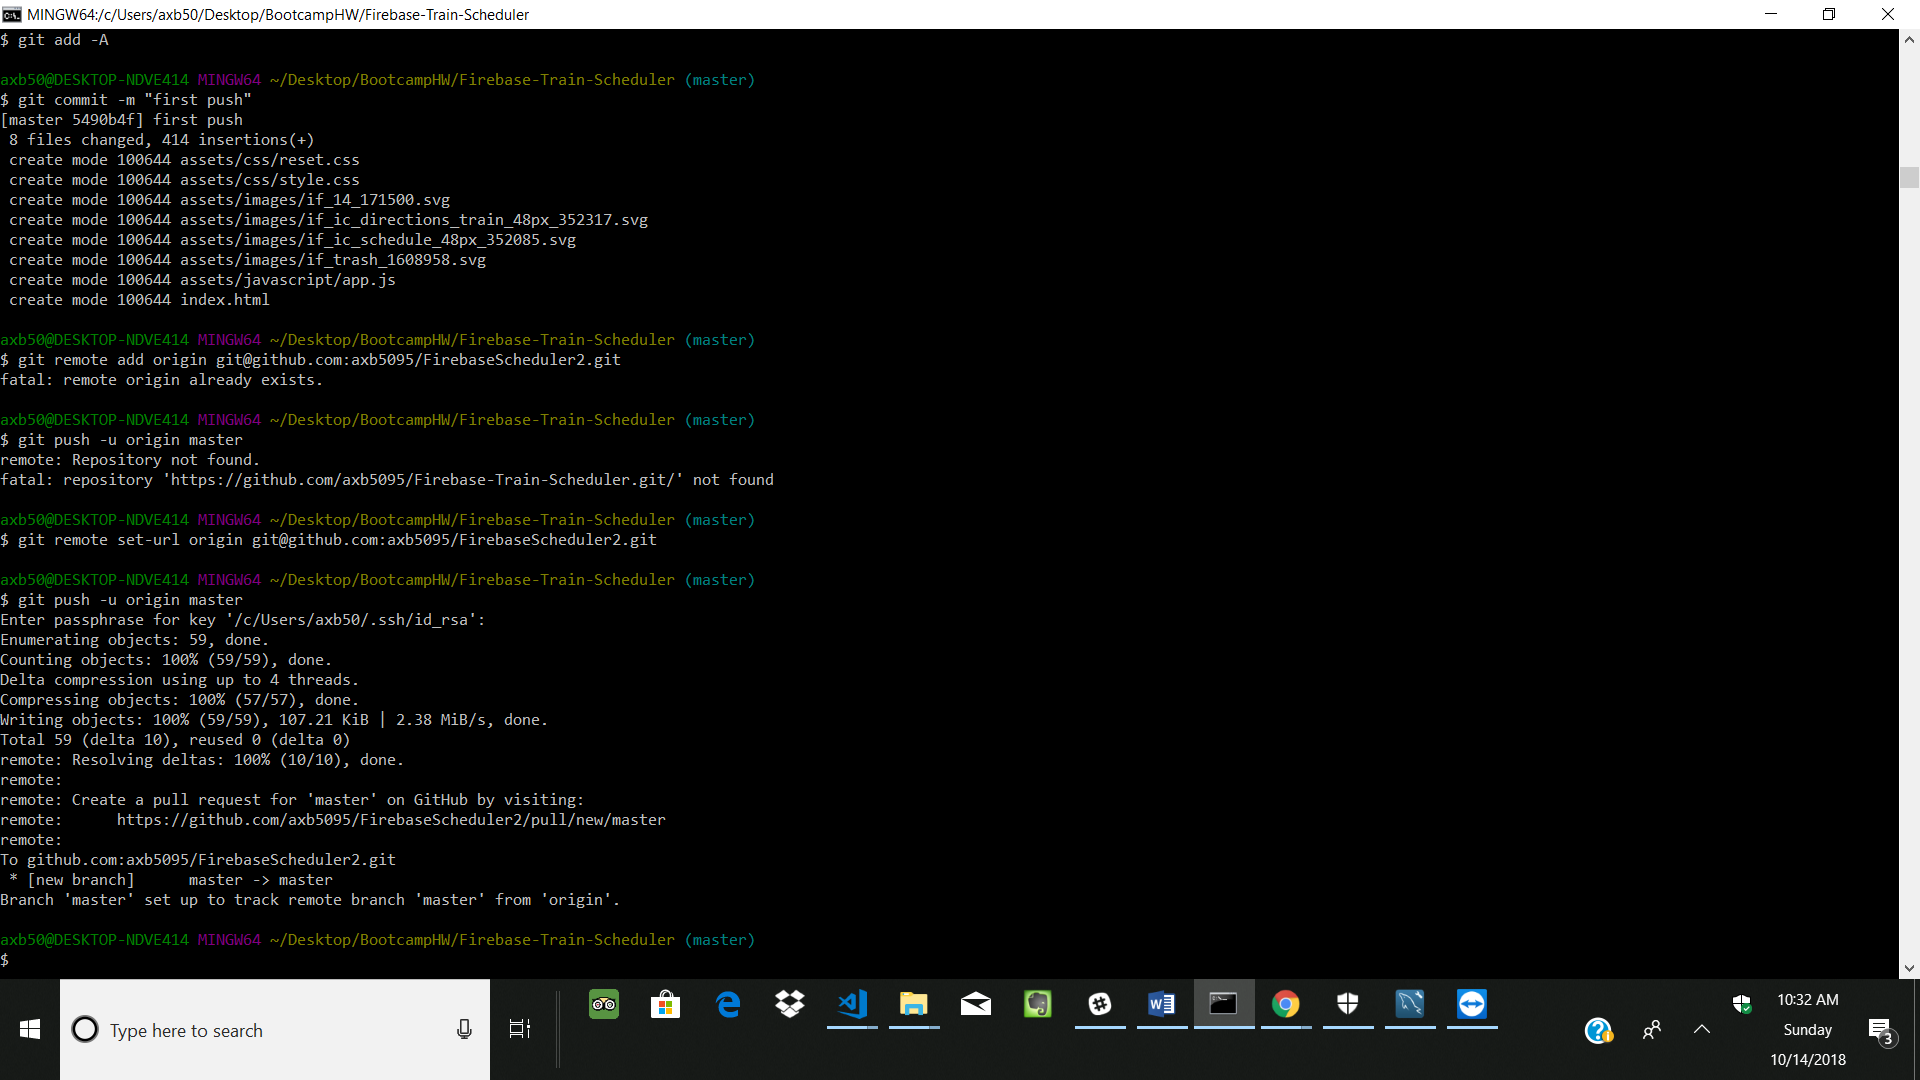 MINGW64:/c/Users/axb50/Desktop/BootcampHW/Firebase-Train-Scheduler
$ git add -A
axb50@DESKTOP-NDVE414 MINGW64 ~/Desktop/BootcampHW/Firebase-Train-Scheduler (master)
$ git commit -m "first push"
[master 5490b4f] first push
 8 files changed, 414 insertions(+)
 create mode 100644 assets/css/reset.css
 create mode 100644 assets/css/style.css
 create mode 100644 assets/images/if_14_171500.svg
 create mode 100644 assets/images/if_ic_directions_train_48px_352317.svg
 create mode 100644 assets/images/if_ic_schedule_48px_352085.svg
 create mode 100644 assets/images/if_trash_1608958.svg
 create mode 100644 assets/javascript/app.js
 create mode 100644 index.html
axb50@DESKTOP-NDVE414 MINGW64 ~/Desktop/BootcampHW/Firebase-Train-Scheduler (master)
$ git remote add origin git@github.com:axb5095/FirebaseScheduler2.git
fatal: remote origin already exists.
axb50@DESKTOP-NDVE414 MINGW64 ~/Desktop/BootcampHW/Firebase-Train-Scheduler (master)
$ git push -u origin master
remote: Repository not found.
fatal: repository 'https://github.com/axb5095/Firebase-Train-Scheduler.git/' not found
axb50@DESKTOP-NDVE414 MINGW64 ~/Desktop/BootcampHW/Firebase-Train-Scheduler (master)
$ git remote set-url origin git@github.com:axb5095/FirebaseScheduler2.git
axb50@DESKTOP-NDVE414 MINGW64 ~/Desktop/BootcampHW/Firebase-Train-Scheduler (master)
$ git push -u origin master
Enter passphrase for key '/c/Users/axb50/.ssh/id_rsa':
Enumerating objects: 59, done.
Counting objects: 100% (59/59), done.
Delta compression using up to 4 threads.
Compressing objects: 100% (57/57), done.
Writing objects: 100% (59/59), 107.21 KiB | 2.38 MiB/s, done.
Total 59 (delta 10), reused 0 (delta 0)
remote: Resolving deltas: 100% (10/10), done.
remote:
remote: Create a pull request for 'master' on GitHub by visiting:
remote:      https://github.com/axb5095/FirebaseScheduler2/pull/new/master
remote:
To github.com:axb5095/FirebaseScheduler2.git
 * [new branch]      master -> master
Branch 'master' set up to track remote branch 'master' from 'origin'.
axb50@DESKTOP-NDVE414 MINGW64 ~/Desktop/BootcampHW/Firebase-Train-Scheduler (master)
$
Type here to search
10:32 AM
Sunday
10/14/2018
3